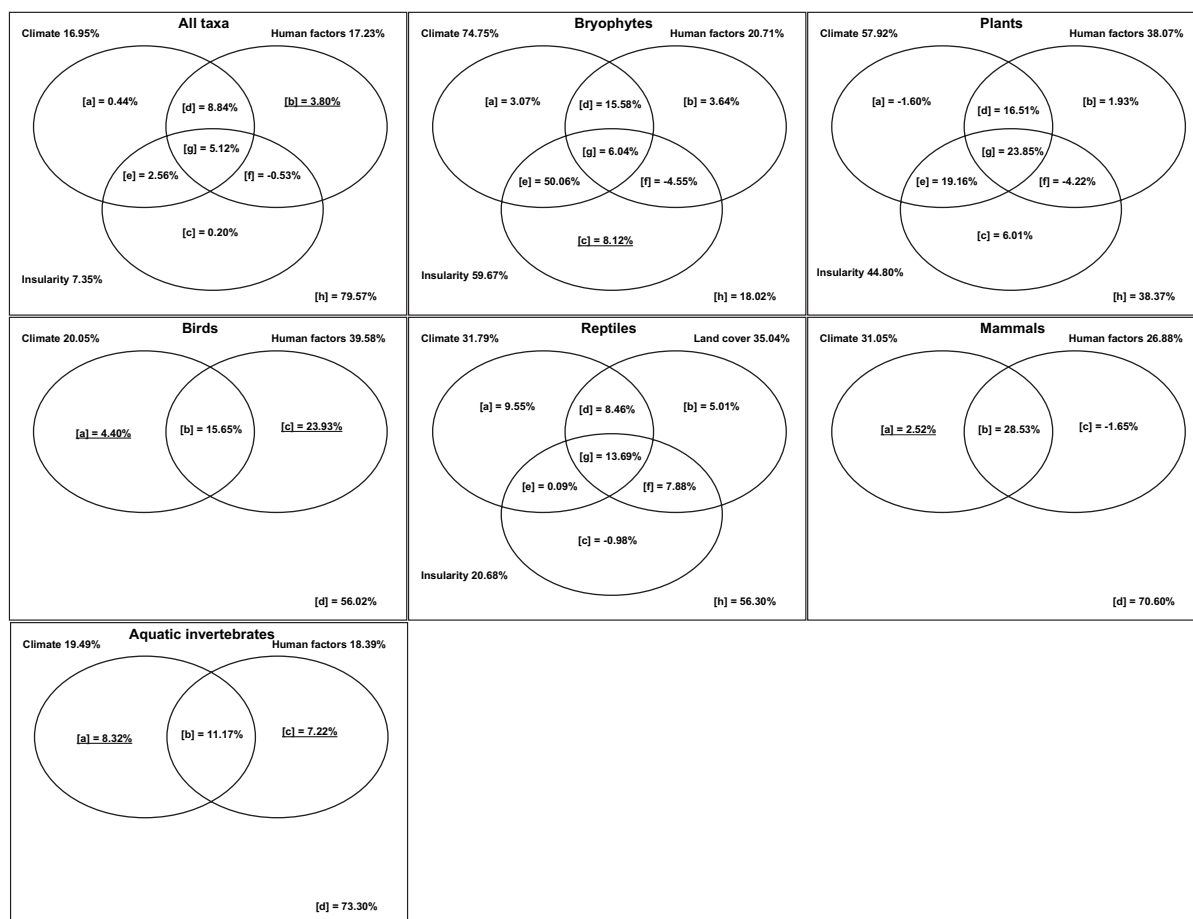 All taxa
Climate 16.95%
Human factors 17.23%
[a] = 0.44%
[d] = 8.84%
[b] = 3.80%
[g] = 5.12%
[e] = 2.56%
[f] = -0.53%
[c] = 0.20%
Insularity 7.35%
[h] = 79.57%
Bryophytes
Climate 74.75%
Human factors 20.71%
[a] = 3.07%
[d] = 15.58%
[b] = 3.64%
[g] = 6.04%
[e] = 50.06%
[f] = -4.55%
[c] = 8.12%
Insularity 59.67%
[h] = 18.02%
Plants
Climate 57.92%
Human factors 38.07%
[a] = -1.60%
[d] = 16.51%
[b] = 1.93%
[g] = 23.85%
[e] = 19.16%
[f] = -4.22%
[c] = 6.01%
Insularity 44.80%
[h] = 38.37%
Birds
Climate 20.05%
Human factors 39.58%
[a] = 4.40%
[b] = 15.65%
[c] = 23.93%
[d] = 56.02%
Reptiles
Climate 31.79%
Land cover 35.04%
[a] = 9.55%
[d] = 8.46%
[b] = 5.01%
[g] = 13.69%
[e] = 0.09%
[f] = 7.88%
[c] = -0.98%
Insularity 20.68%
[h] = 56.30%
Mammals
Climate 31.05%
Human factors 26.88%
[a] = 2.52%
[b] = 28.53%
[c] = -1.65%
[d] = 70.60%
Aquatic invertebrates
Climate 19.49%
Human factors 18.39%
[a] = 8.32%
[b] = 11.17%
[c] = 7.22%
[d] = 73.30%